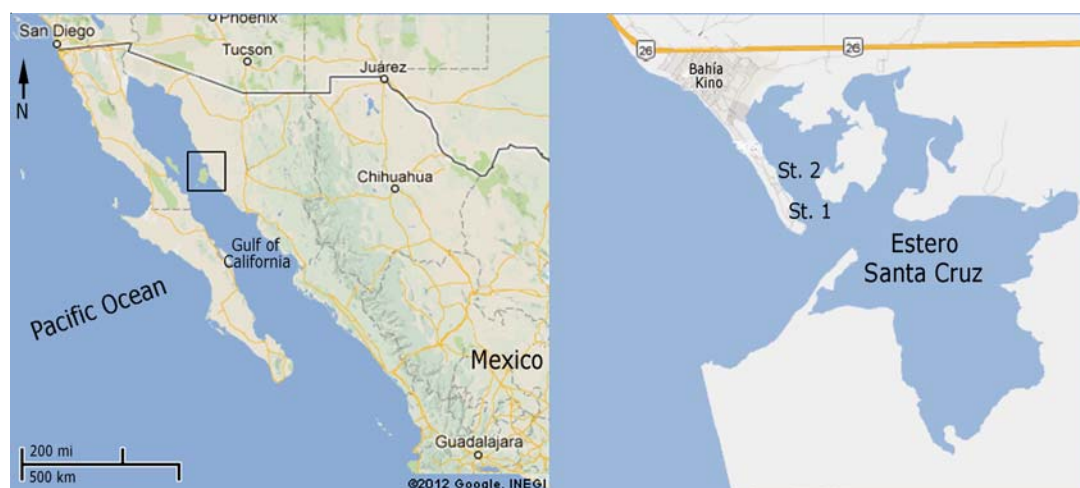 Phoenix
San Diego
Tucson
Juárez
N
Chihuahua
Gulf of
California
Pacific Ocean
Mexico
Guadalajara
200 mi
500 km
©2012 Google, INEGI
26
26
Bahía
Kino
St. 2
St. 1
Estero
Santa Cruz